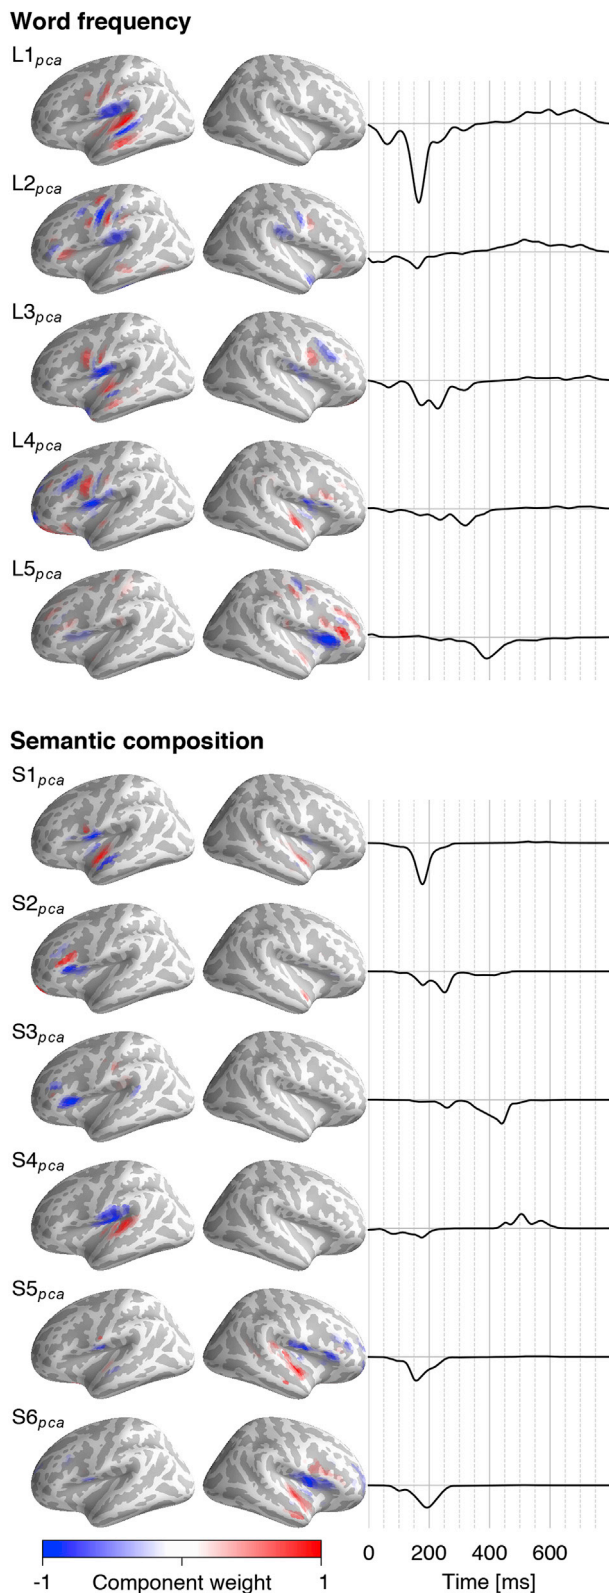 Word frequency
L1pca
L2pca
L3pca
L4pca
L5pca
Semantic composition
S1pca
S2pca
S3pca
S4pca
S5pca
S6pca
0 200 400 600
-1 Component weight 1 Time [ms]